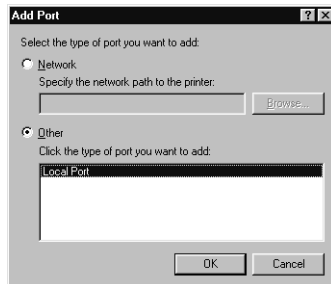 Add Port
Select the type of port you want to add:
Network
Specify the network path to the printer:
Browse...
Other
Click the type of port you want to add:
Local Port
OK Cancel